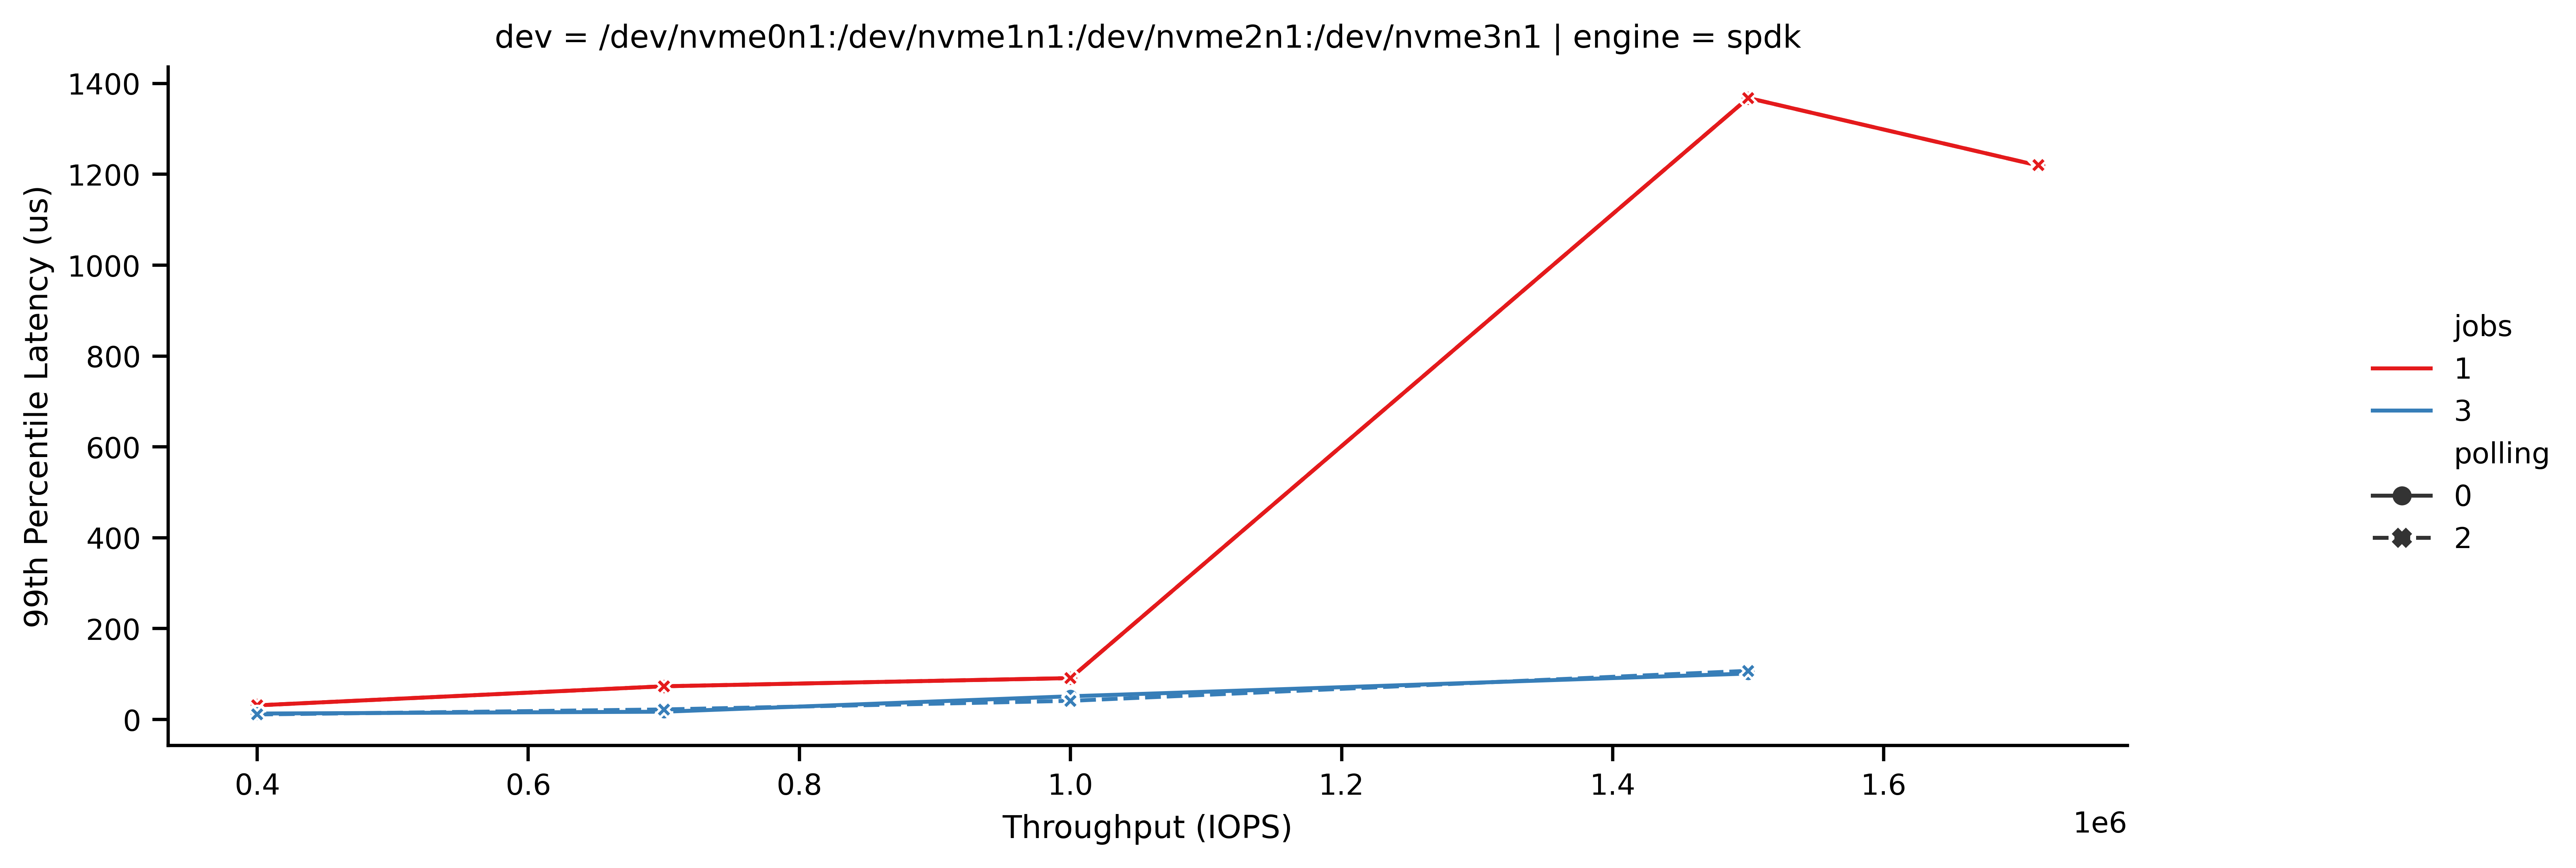 dev = /dev/nvme0n1:/dev/nvme1n1:/dev/nvme2n1:/dev/nvme3n1 | engine = spdk
99th Percentile Latency (us)
1400
1200
1000
800
600
400
200
0
0.4 0.6 0.8 1.0 1.2 1.4 1.6
1e6
Throughput (IOPS)
jobs
1
3
polling
0
2